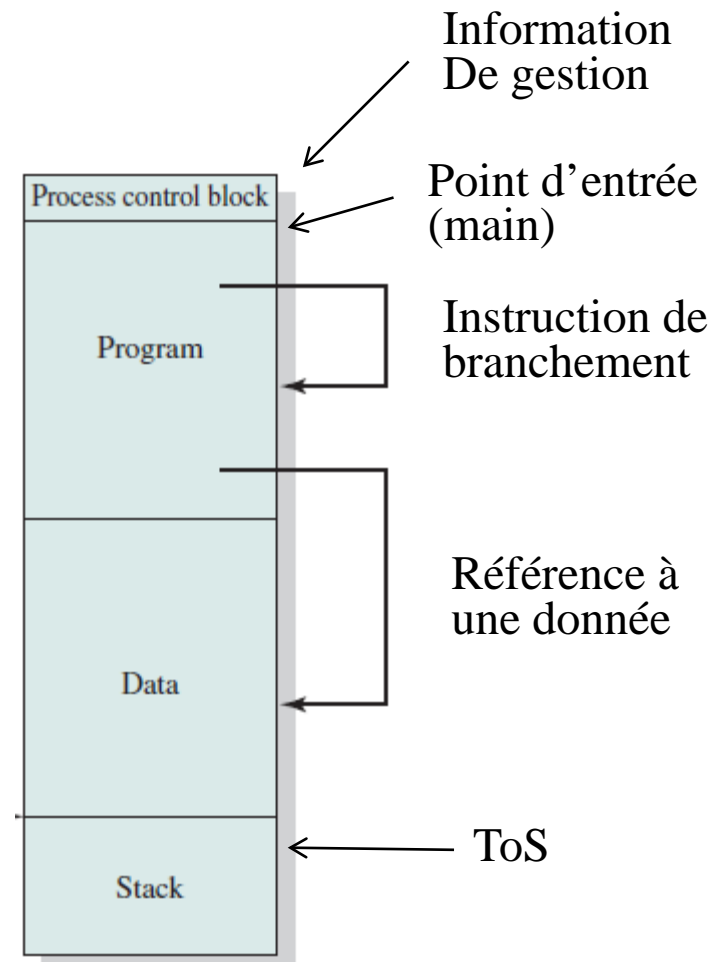 Information
De gestion
Process control block
Point d’entrée
(main)
Program
Instruction de
branchement
Référence à
une donnée
Data
ToS
Stack